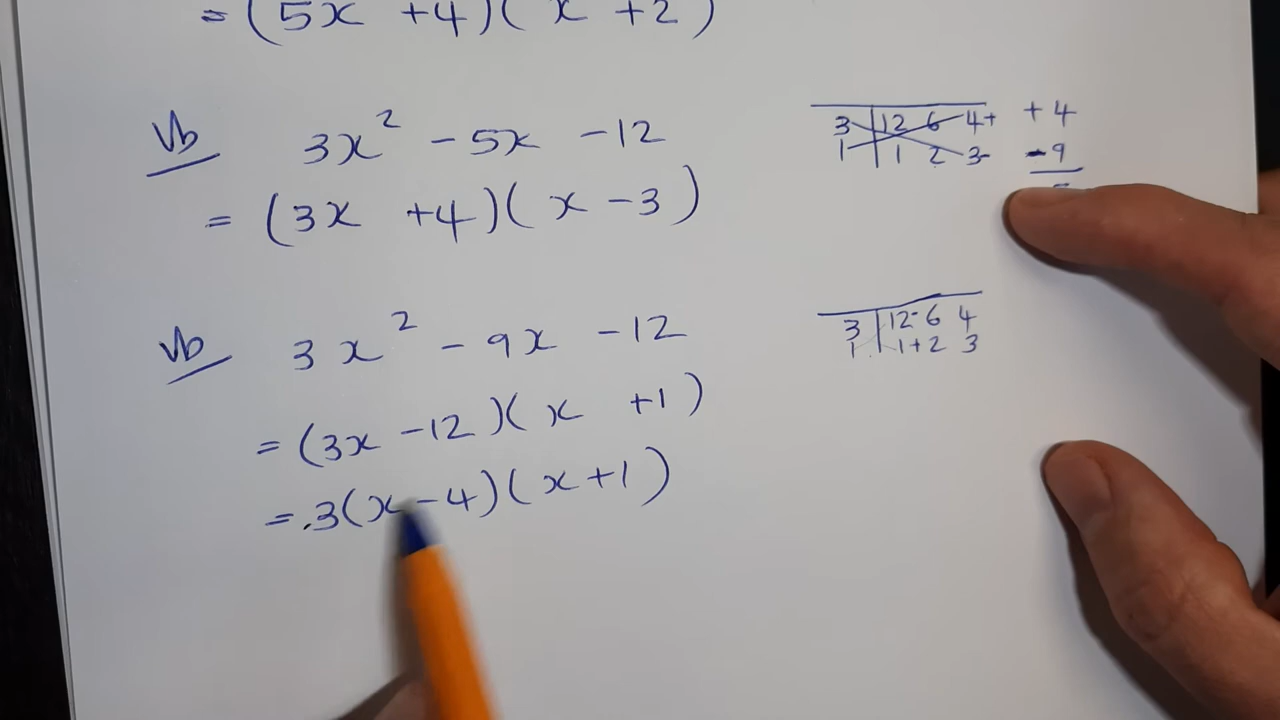 = (5x +4)(x +2)
Vb 3x² -5x -12
= (3x +4)(x -3)
3 | 12 6 4+
1 | 1 2 3-
+4
-9
Vb 3x² - 9x -12
= (3x -12)(x +1)
= .3(x -4)(x +1)
3 | 12- 6 4
1 | 1+ 2 3